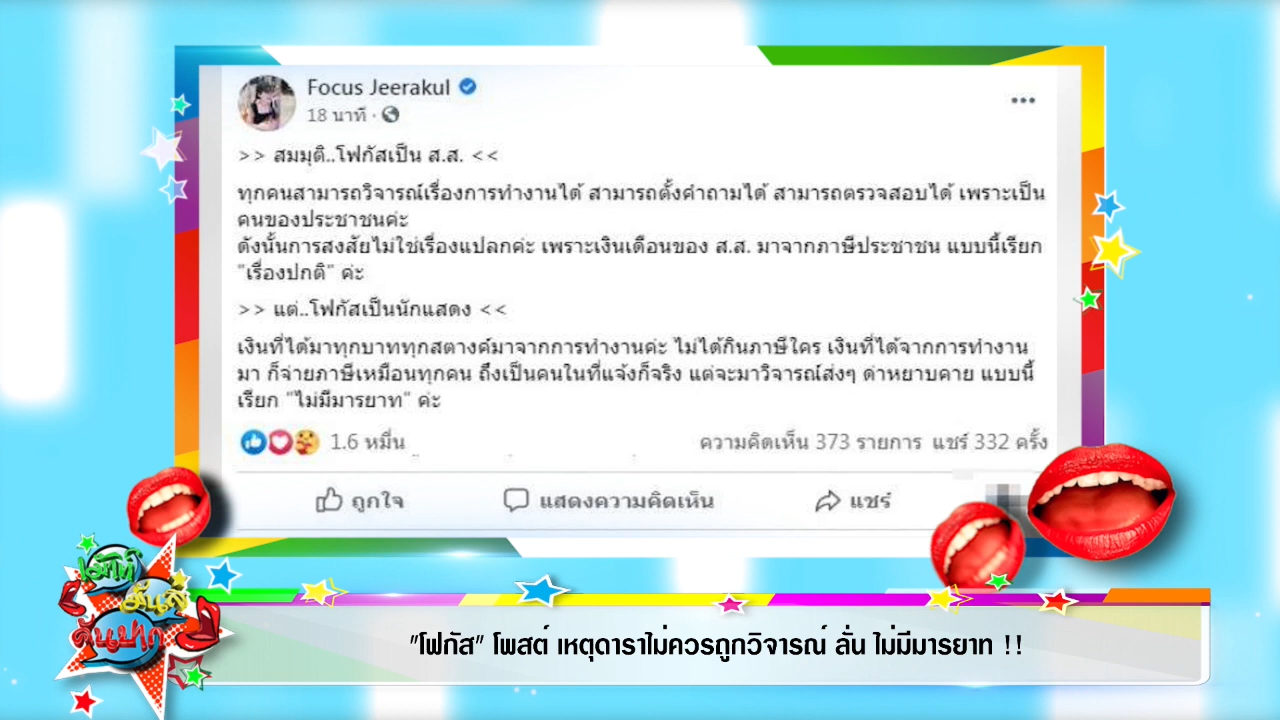 Focus Jeerakul
18 นาที ·
>> สมมุติ..โฟกัสเป็น ส.ส. <<
ทุกคนสามารถวิจารณ์เรื่องการทำงานได้ สามารถตั้งคำถามได้ สามารถตรวจสอบได้ เพราะเป็น
คนของประชาชนค่ะ
ดังนั้นการสงสัยไม่ใช่เรื่องแปลกค่ะ เพราะเงินเดือนของ ส.ส. มาจากภาษีประชาชน แบบนี้เรียก
"เรื่องปกติ" ค่ะ
>> แต่..โฟกัสเป็นนักแสดง <<
เงินที่ได้มาทุกบาททุกสตางค์มาจากการทำงานค่ะ ไม่ได้กินภาษีใคร เงินที่ได้จากการทำงาน
มา ก็จ่ายภาษีเหมือนทุกคน ถึงเป็นคนในที่แจ้งก็จริง แต่จะมาวิจารณ์ส่งๆ ด่าหยาบคาย แบบนี้
เรียก "ไม่มีมารยาท" ค่ะ
1.6 หมื่น ความคิดเห็น 373 รายการ แชร์ 332 ครั้ง
ถูกใจ แสดงความคิดเห็น แชร์
คันปาก
"โฟกัส" โพสต์ เหตุดาราไม่ควรถูกวิจารณ์ ลั่น ไม่มีมารยาท !!